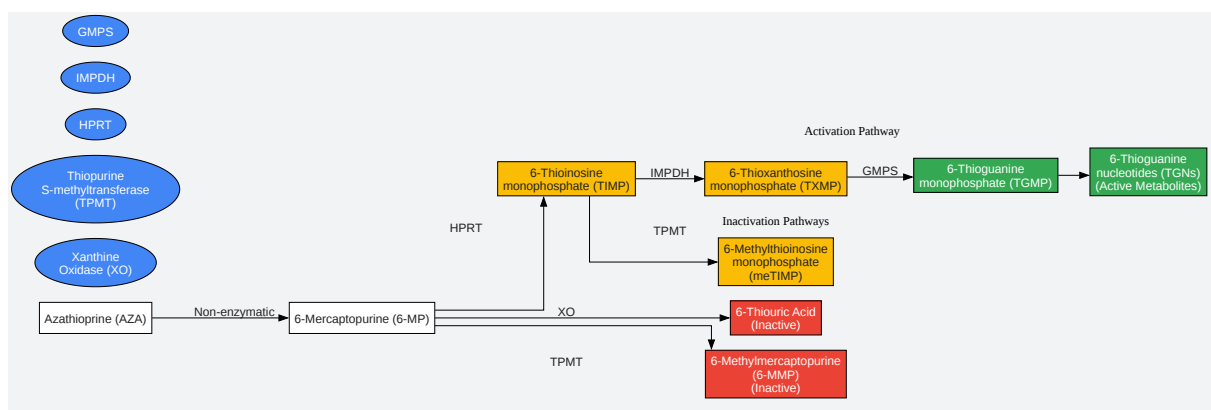 GMPS
IMPDH
HPRT
Thiopurine
S-methyltransferase
(TPMT)
Xanthine
Oxidase (XO)
Azathioprine (AZA)
Non-enzymatic
6-Mercaptopurine (6-MP)
HPRT
XO
TPMT
6-Thioinosine
monophosphate (TIMP)
IMPDH
TPMT
Activation Pathway
6-Thioxanthosine
monophosphate (TXMP)
GMPS
6-Thioguanine
monophosphate (TGMP)
6-Thioguanine
nucleotides (TGNs)
(Active Metabolites)
Inactivation Pathways
6-Methylthioinosine
monophosphate
(meTIMP)
6-Thiouric Acid
(Inactive)
6-Methylmercaptopurine
(6-MMP)
(Inactive)